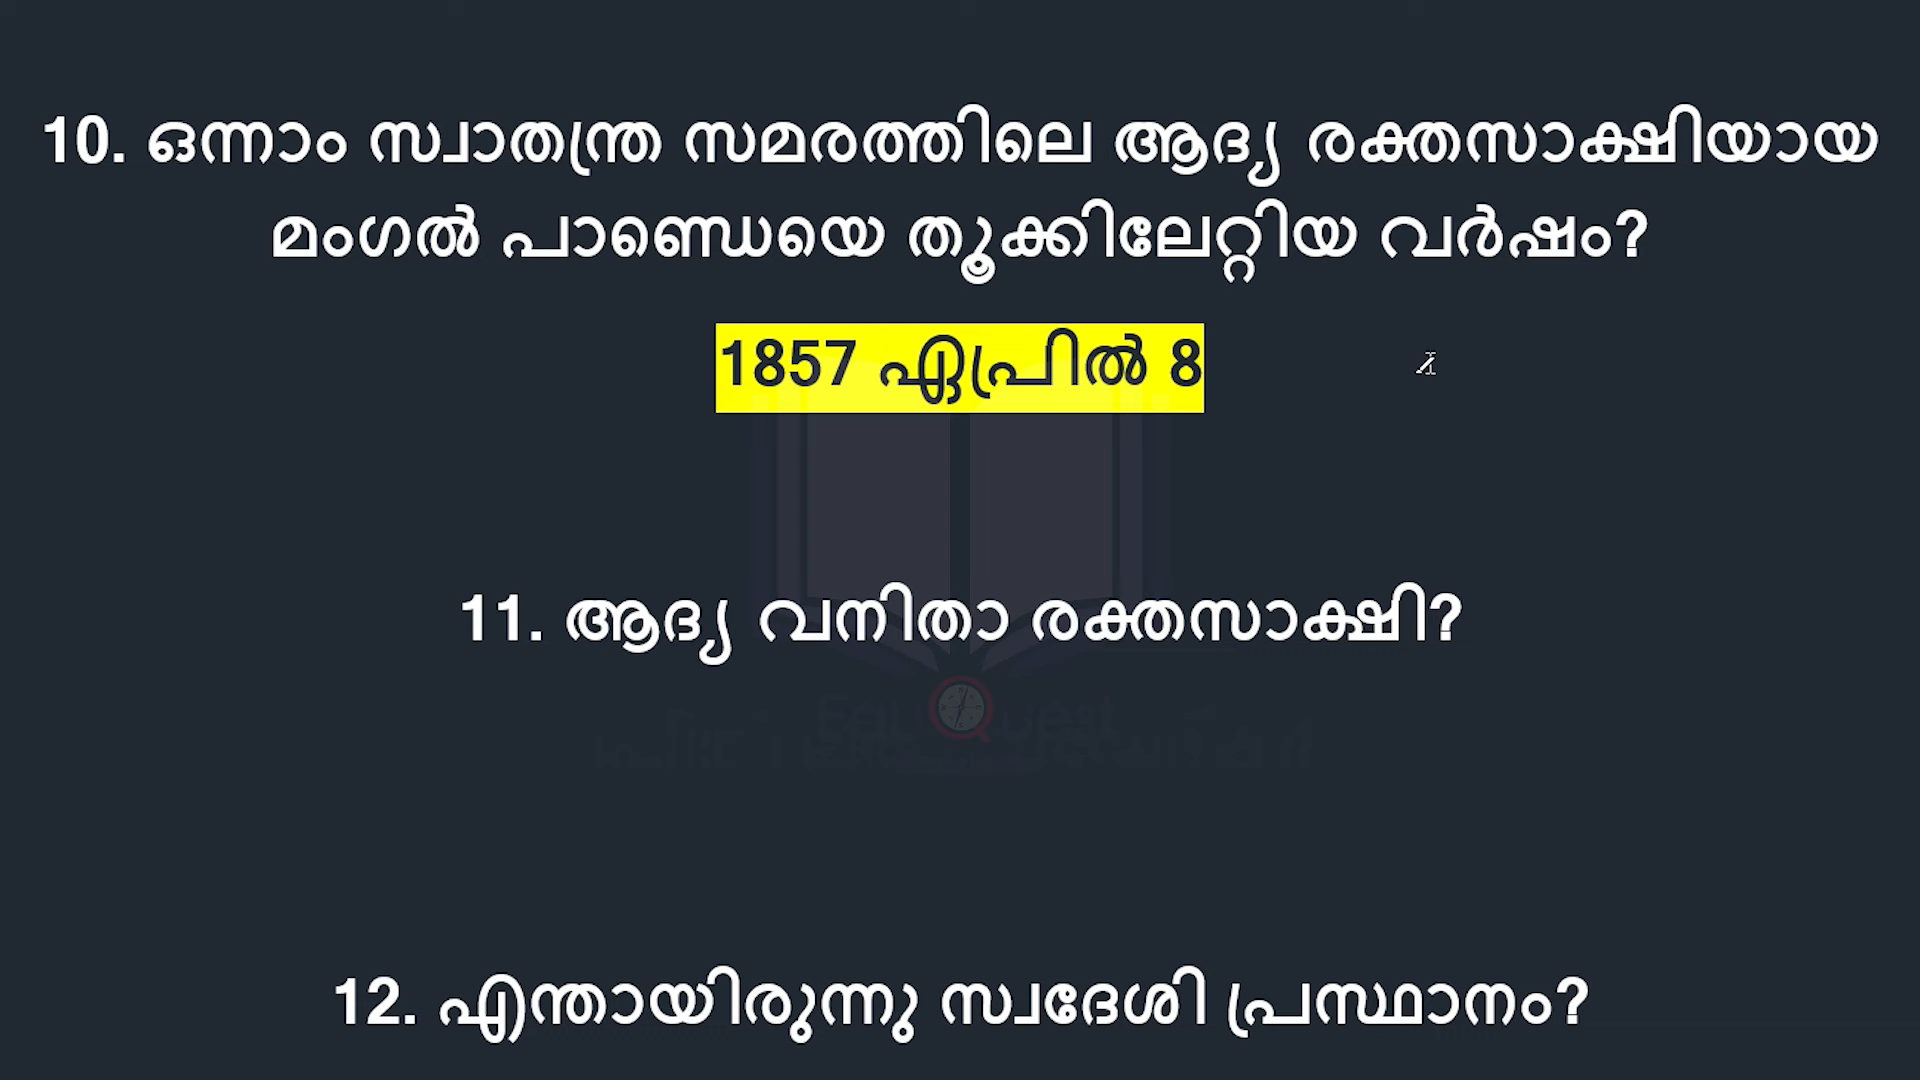 10. ഒന്നാം സ്വാതന്ത്ര സമരത്തിലെ ആദ്യ രക്തസാക്ഷിയായ
മംഗൽ പാണ്ഡെയെ തൂക്കിലേറ്റിയ വർഷം?
1857 ഏപ്രിൽ 8
11. ആദ്യ വനിതാ രക്തസാക്ഷി?
12. എന്തായിരുന്നു സ്വദേശി പ്രസ്ഥാനം?